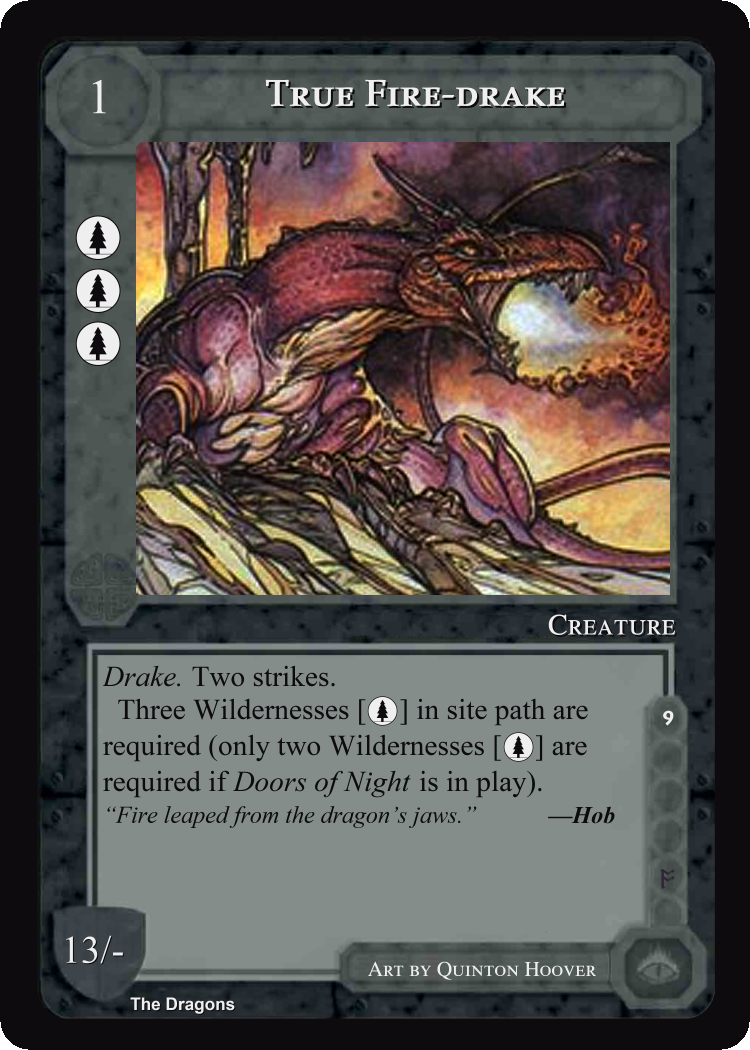 1
True Fire-drake
Creature
Drake. Two strikes.
Three Wildernesses [ ] in site path are
required (only two Wildernesses [ ] are
required if Doors of Night is in play).
“Fire leaped from the dragon’s jaws.” —Hob
9
13/-
Art by Quinton Hoover
The Dragons